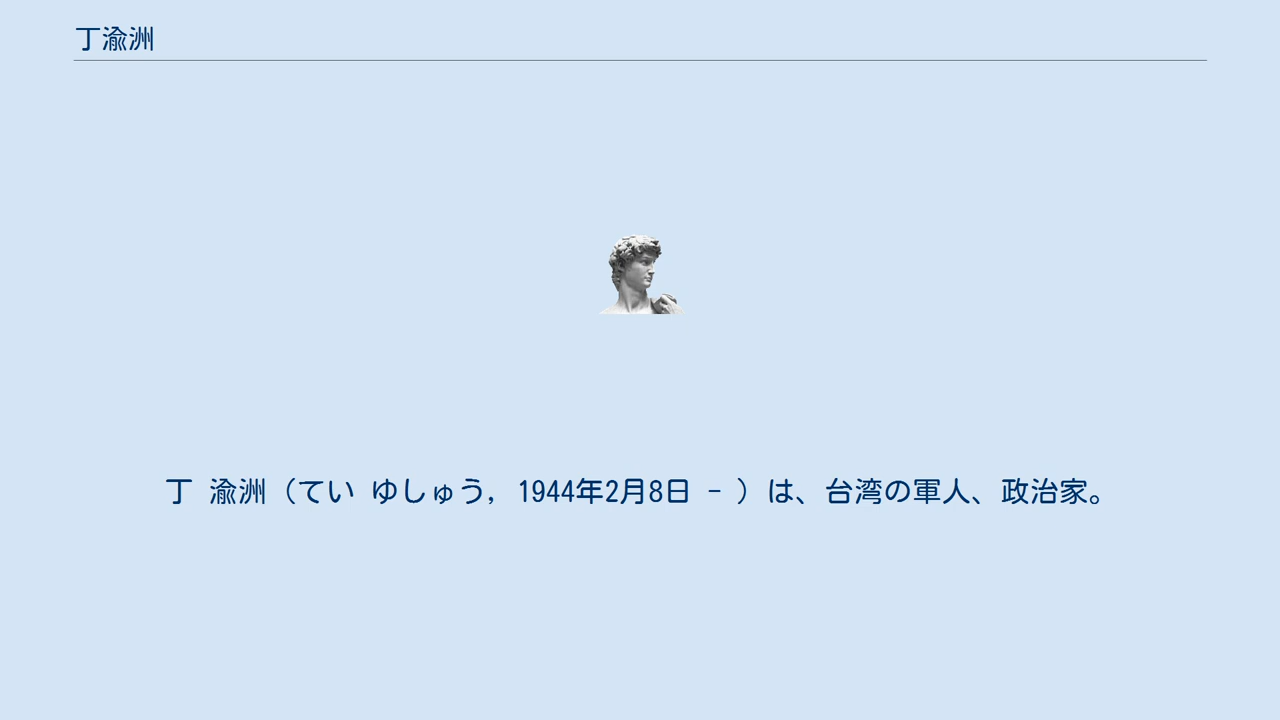 丁渝洲
丁 渝洲（てい ゆしゅう, 1944年2月8日 - ）は、台湾の軍人、政治家。